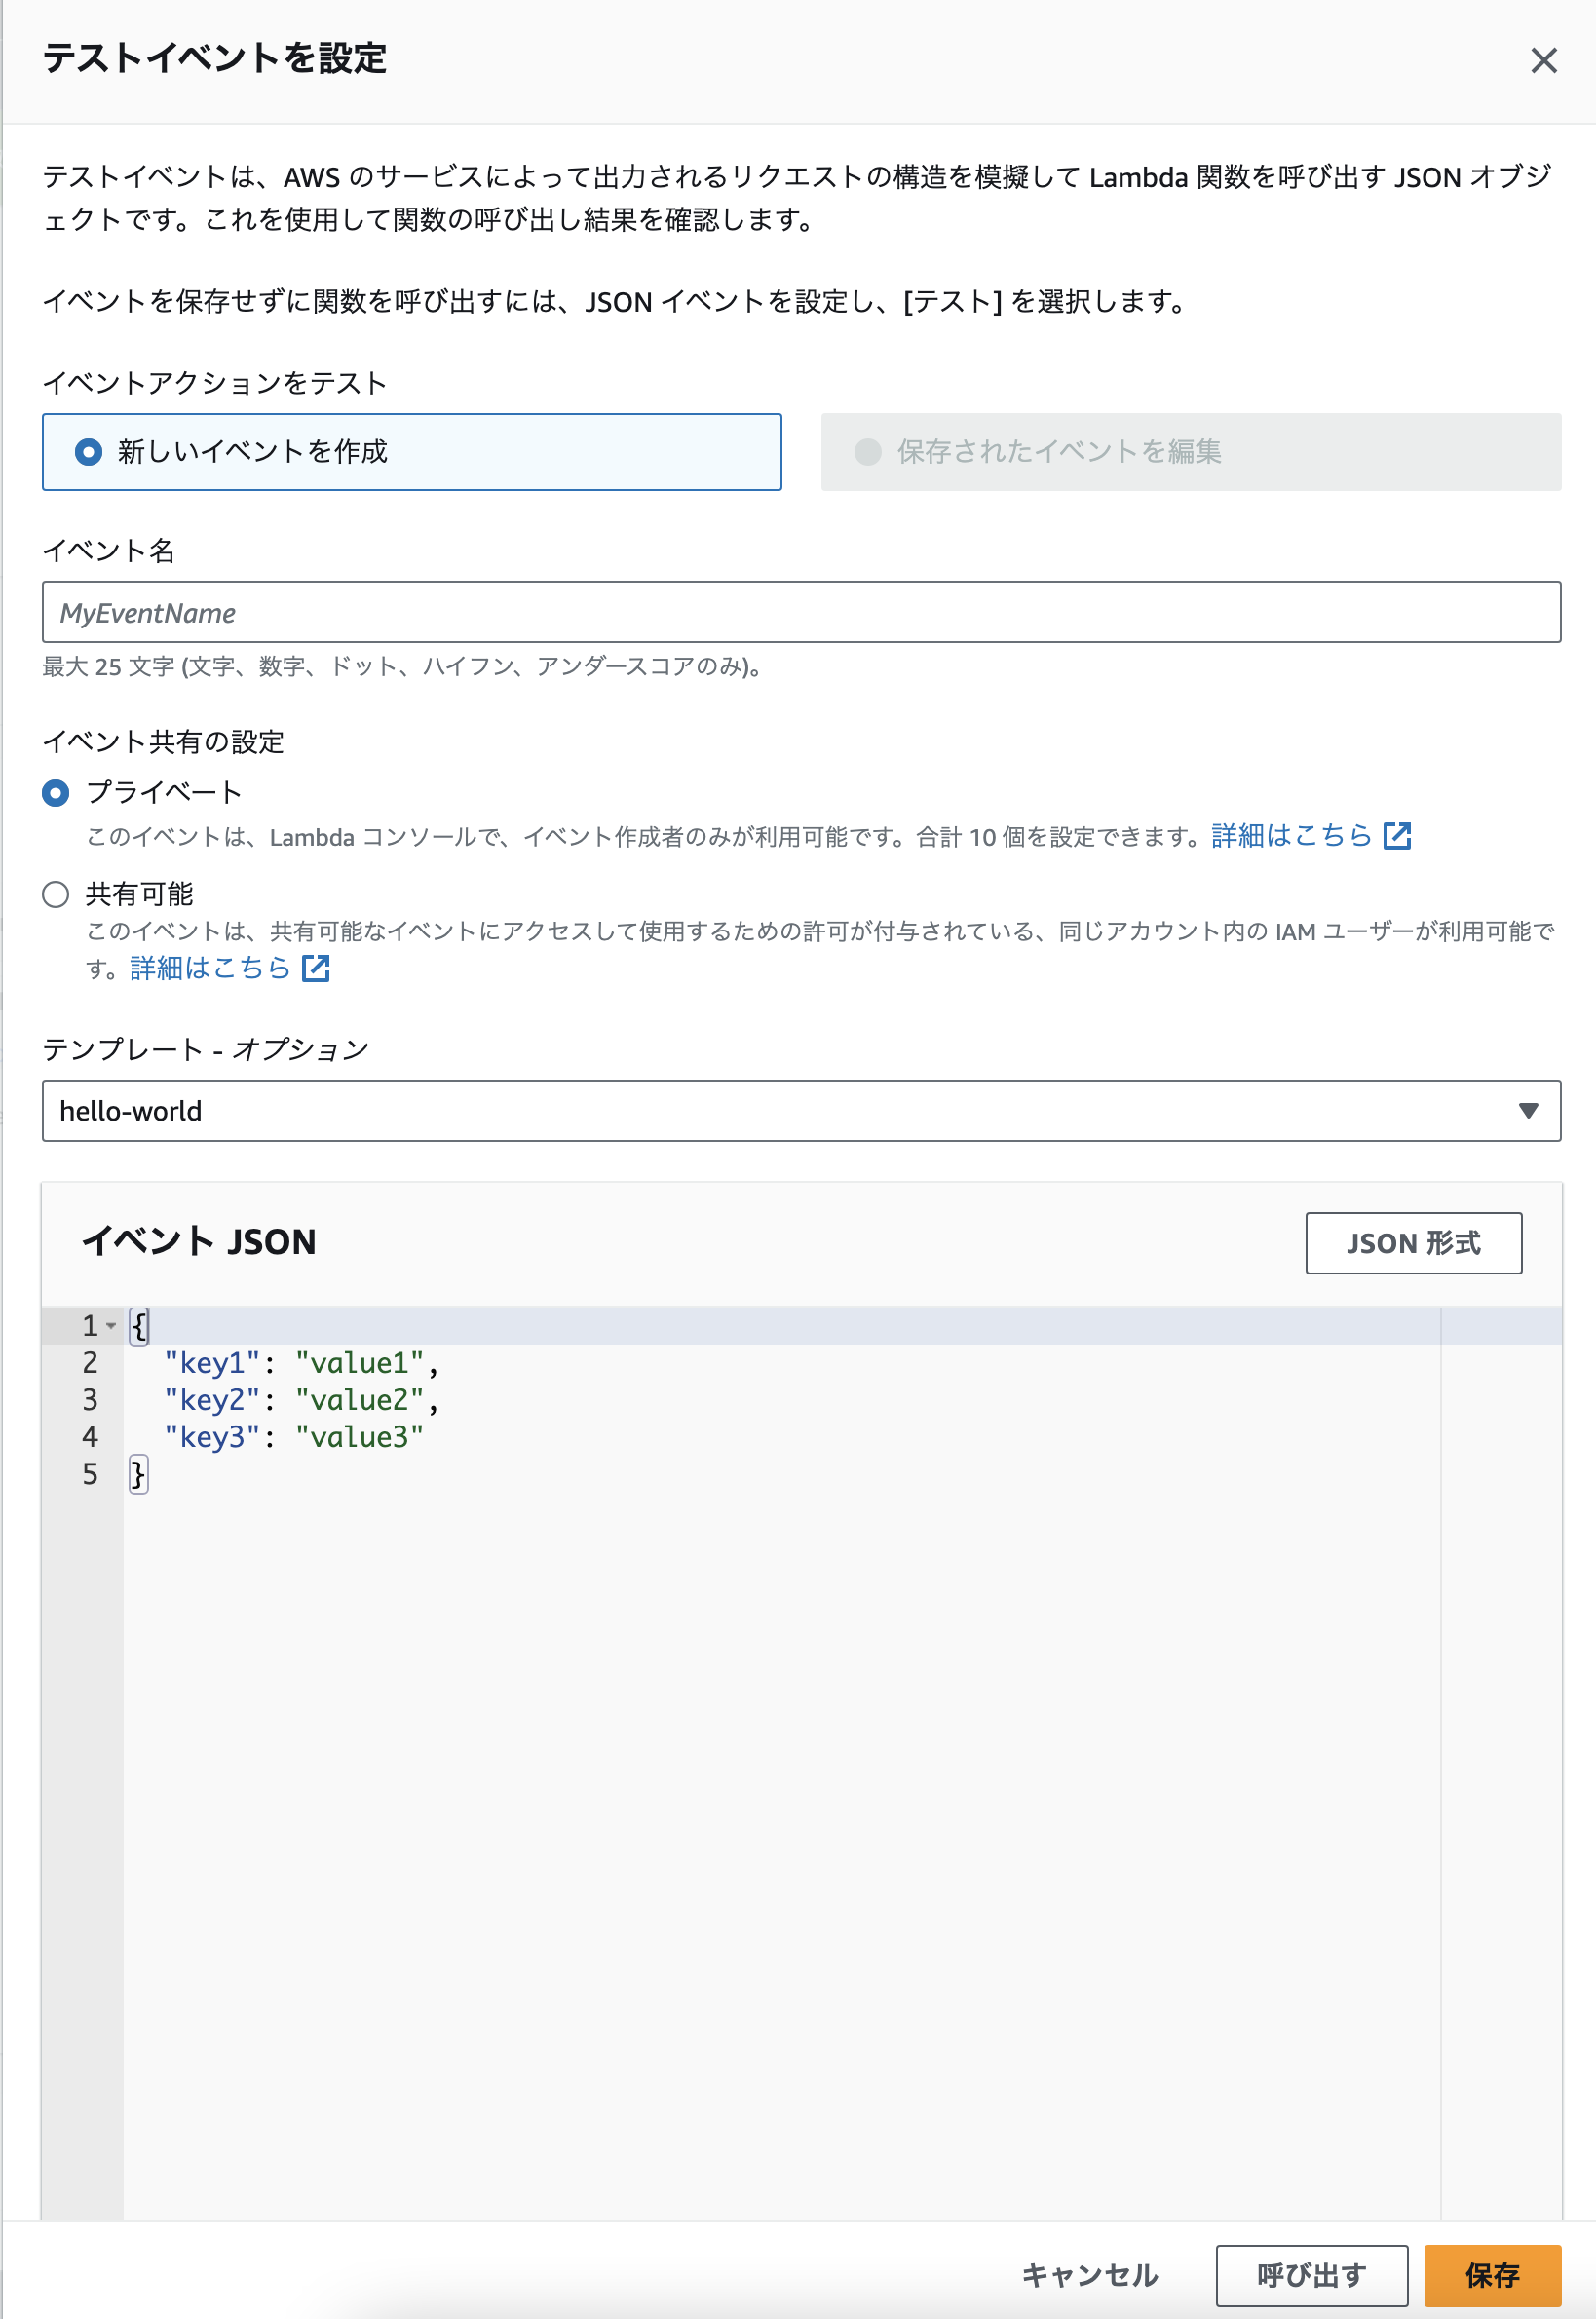 テストイベントを設定
テストイベントは、AWS のサービスによって出力されるリクエストの構造を模擬して Lambda 関数を呼び出す JSON オブジ
ェクトです。これを使用して関数の呼び出し結果を確認します。
イベントを保存せずに関数を呼び出すには、JSON イベントを設定し、[テスト] を選択します。
イベントアクションをテスト
新しいイベントを作成
保存されたイベントを編集
イベント名
MyEventName
最大 25 文字 (文字、数字、ドット、ハイフン、アンダースコアのみ)。
イベント共有の設定
プライベート
このイベントは、Lambda コンソールで、イベント作成者のみが利用可能です。合計 10 個を設定できます。詳細はこちら
共有可能
このイベントは、共有可能なイベントにアクセスして使用するための許可が付与されている、同じアカウント内の IAM ユーザーが利用可能で
す。詳細はこちら
テンプレート - オプション
hello-world
イベント JSON
JSON 形式
1 {
2 "key1": "value1",
3 "key2": "value2",
4 "key3": "value3"
5 }
キャンセル
呼び出す
保存